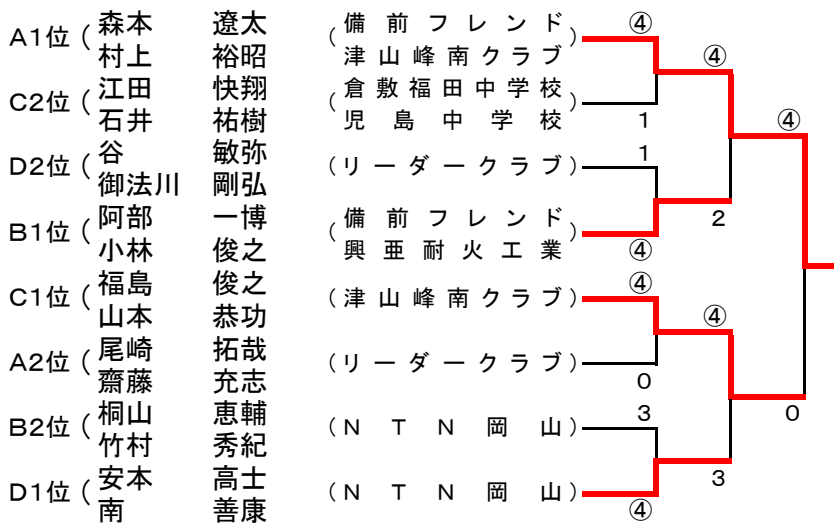 A1位 ( 森本 遼太 ( 備前フレンド ④
村上 裕昭 津山峰南クラブ ) ④
C2位 ( 江田 快翔 ( 倉敷福田中学校
石井 祐樹 児島中学校 ) 1 ④
D2位 ( 谷 敏弥 ( リーダークラブ ) 1
御法川 剛弘
B1位 ( 阿部 一博 ( 備前フレンド 2
小林 俊之 興亜耐火工業 ) ④
C1位 ( 福島 俊之 ( 津山峰南クラブ ) ④
山本 恭功 ④
A2位 ( 尾崎 拓哉 ( リーダークラブ )
齋藤 充志 0
B2位 ( 桐山 恵輔 ( NTN岡山 ) 3 0
竹村 秀紀
D1位 ( 安本 高士 ( NTN岡山 ) 3
南 善康 ④